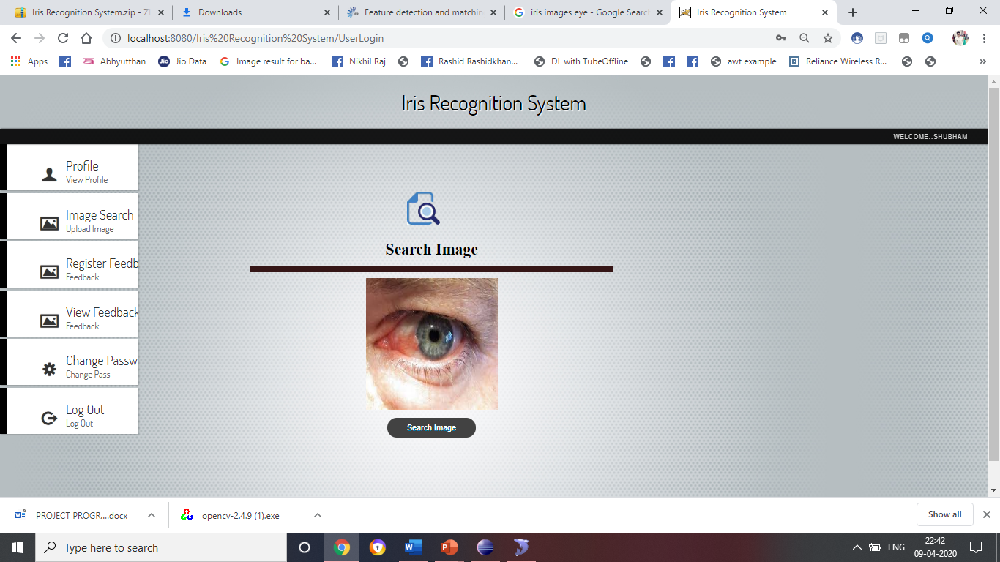 Iris Recognition System.zip - ZI
Downloads
Feature detection and matchin
iris images eye - Google Search
Iris Recognition System
localhost:8080/Iris%20Recognition%20System/UserLogin
Apps
Abhyutthan
Jio
Jio Data
Image result for ba...
Nikhil Raj
Rashid Rashidkhan...
DL with TubeOffline
awt example
Reliance Wireless R...
»
Iris Recognition System
WELCOME..SHUBHAM
Profile
View Profile
Image Search
Upload Image
Register Feedb
Feedback
View Feedback
Feedback
Change Passw
Change Pass
Log Out
Log Out
Search Image
Search Image
PROJECT PROGR....docx
opencv-2.4.9 (1).exe
Show all
Type here to search
ENG
22:42
09-04-2020